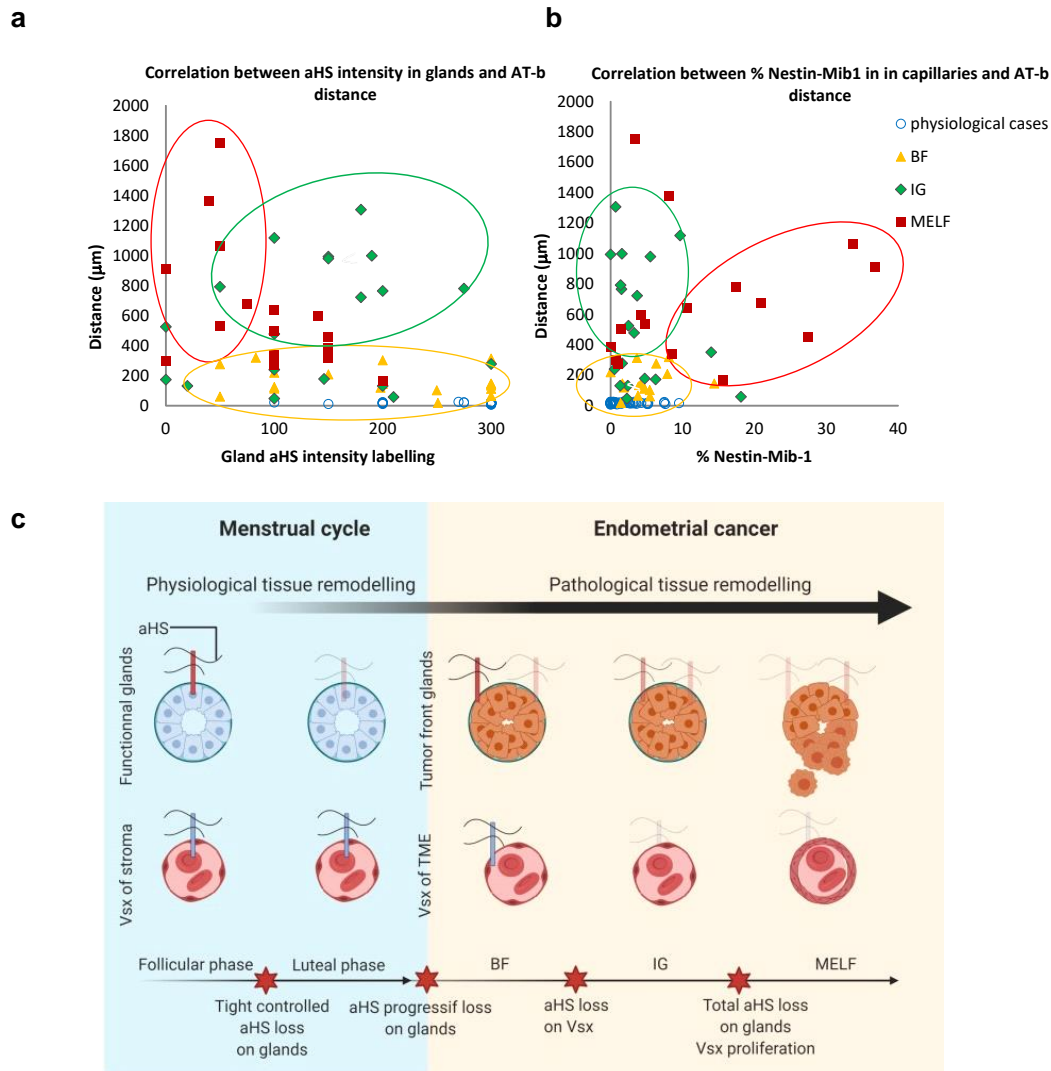 a
Correlation between aHS intensity in glands and AT-b
distance
2000
1800
1600
1400
1200
1000
800
600
400
200
0
Distance (µm)
0
100
200
300
Gland aHS intensity labelling
b
Correlation between % Nestin-Mib1 in in capillaries and AT-b
distance
2000
1800
1600
1400
1200
1000
800
600
400
200
0
Distance (µm)
0
10
20
30
40
% Nestin-Mib-1
physiological cases
BF
IG
MELF
c
Menstrual cycle
Endometrial cancer
Physiological tissue remodelling
Pathological tissue remodelling
aHS
Functionnal glands
Tumor front glands
Vsx of stroma
Vsx of TME
Follicular phase
Luteal phase
BF
IG
MELF
Tight controlled
aHS loss
on glands
aHS progressif loss
on glands
aHS loss
on Vsx
Total aHS loss
on glands
Vsx proliferation